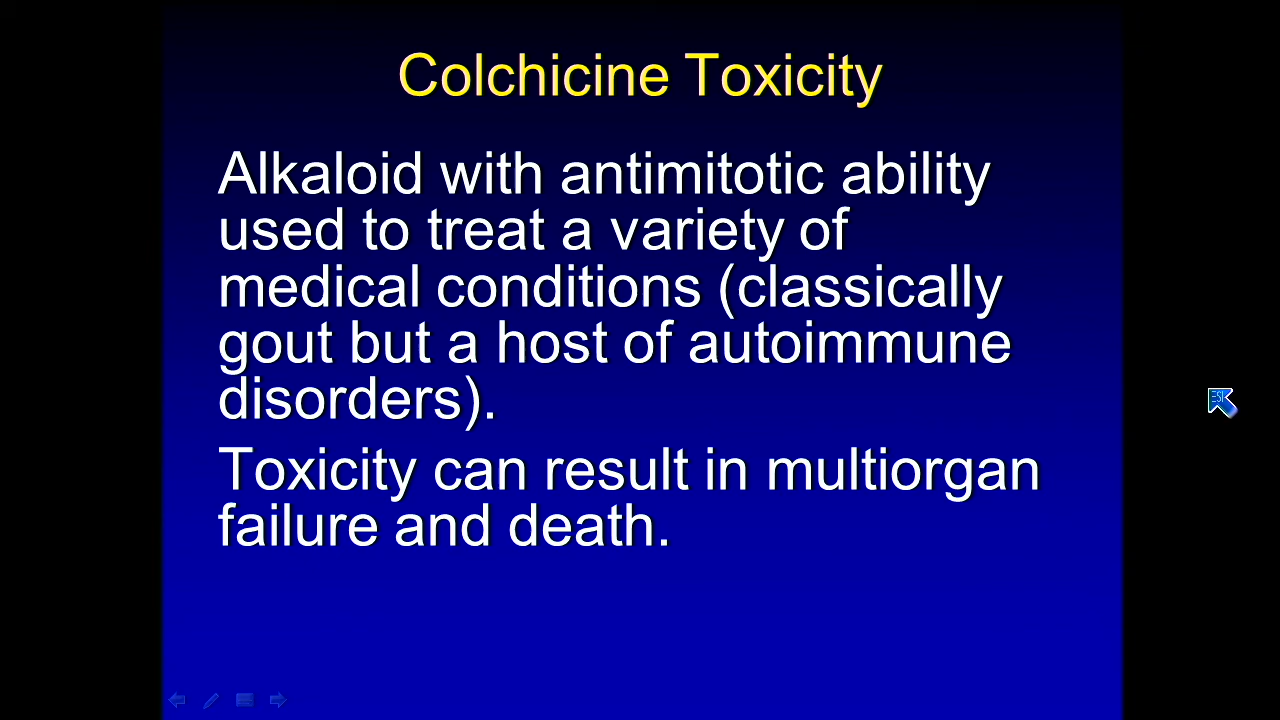 Colchicine Toxicity
Alkaloid with antimitotic ability
used to treat a variety of
medical conditions (classically
gout but a host of autoimmune
disorders).
Toxicity can result in multiorgan
failure and death.